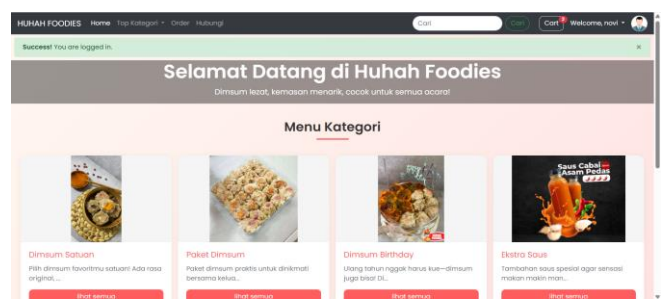 HUHAH FOODIES Home Top Kategori Order Hubungi Cari Cari Cart Welcome, novi
Success! You are logged in. ×
Selamat Datang di Huhah Foodies
Dimsum lezat, kemasan menarik, cocok untuk semua acara!
Menu Kategori
Saus Cabai
Asam Pedas
Dimsum Satuan
Pilih dimsum favoritmu satuan! Ada rasa
original,...
lihat semua
Paket Dimsum
Paket dimsum praktis untuk dinikmati
bersama kelua...
lihat semua
Dimsum Birthday
Ulang tahun nggak harus kue—dimsum
juga bisa! Di...
lihat semua
Ekstra Saus
Tambahan saus spesial agar sensasi
makan makin man...
lihat semua